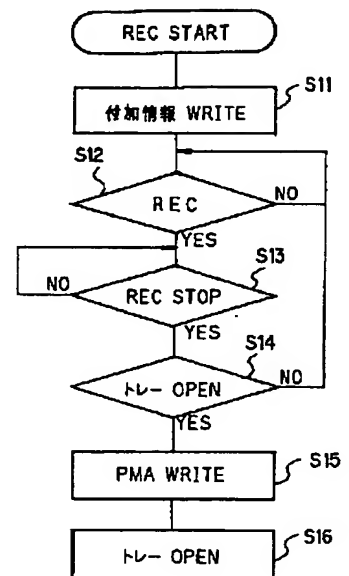 REC START
S11
付加情報 WRITE
S12
REC
NO
YES
S13
NO
REC STOP
YES
S14
トレー OPEN
NO
YES
S15
PMA WRITE
S16
トレー OPEN